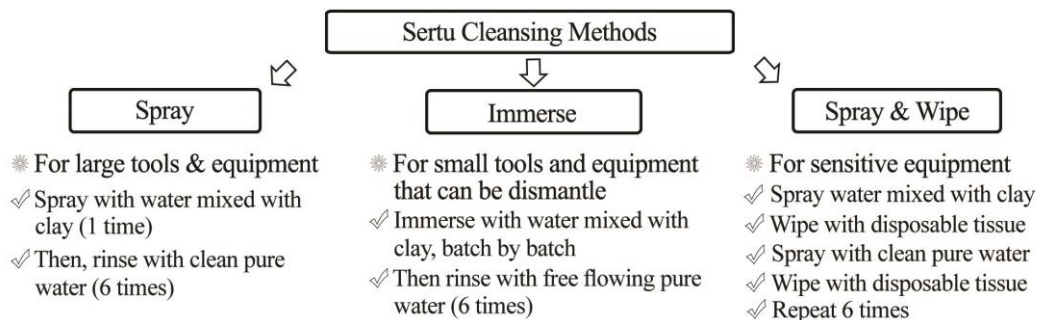 Sertu Cleansing Methods
Spray
For large tools & equipment
Spray with water mixed with
clay (1 time)
Then, rinse with clean pure
water (6 times)
Immerse
For small tools and equipment
that can be dismantle
Immerse with water mixed with
clay, batch by batch
Then rinse with free flowing pure
water (6 times)
Spray & Wipe
For sensitive equipment
Spray water mixed with clay
Wipe with disposable tissue
Spray with clean pure water
Wipe with disposable tissue
Repeat 6 times